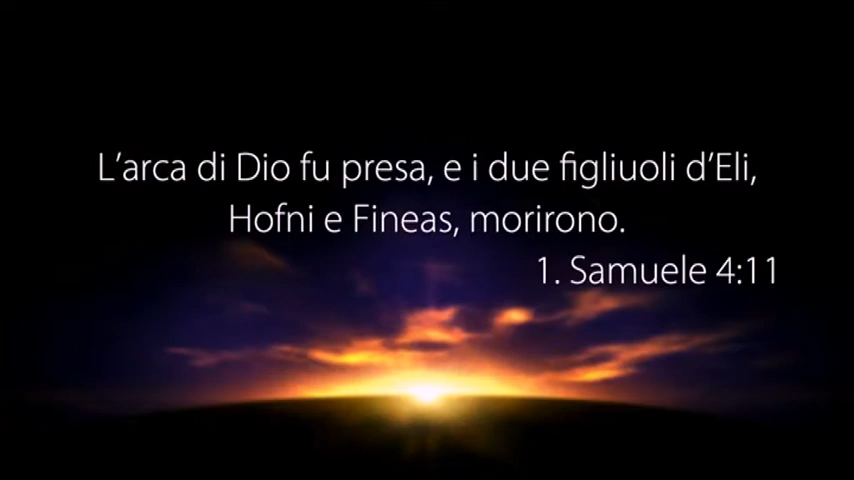 L’arca di Dio fu presa, e i due figliuoli d’Eli,
Hofni e Fineas, morirono.
1. Samuele 4:11